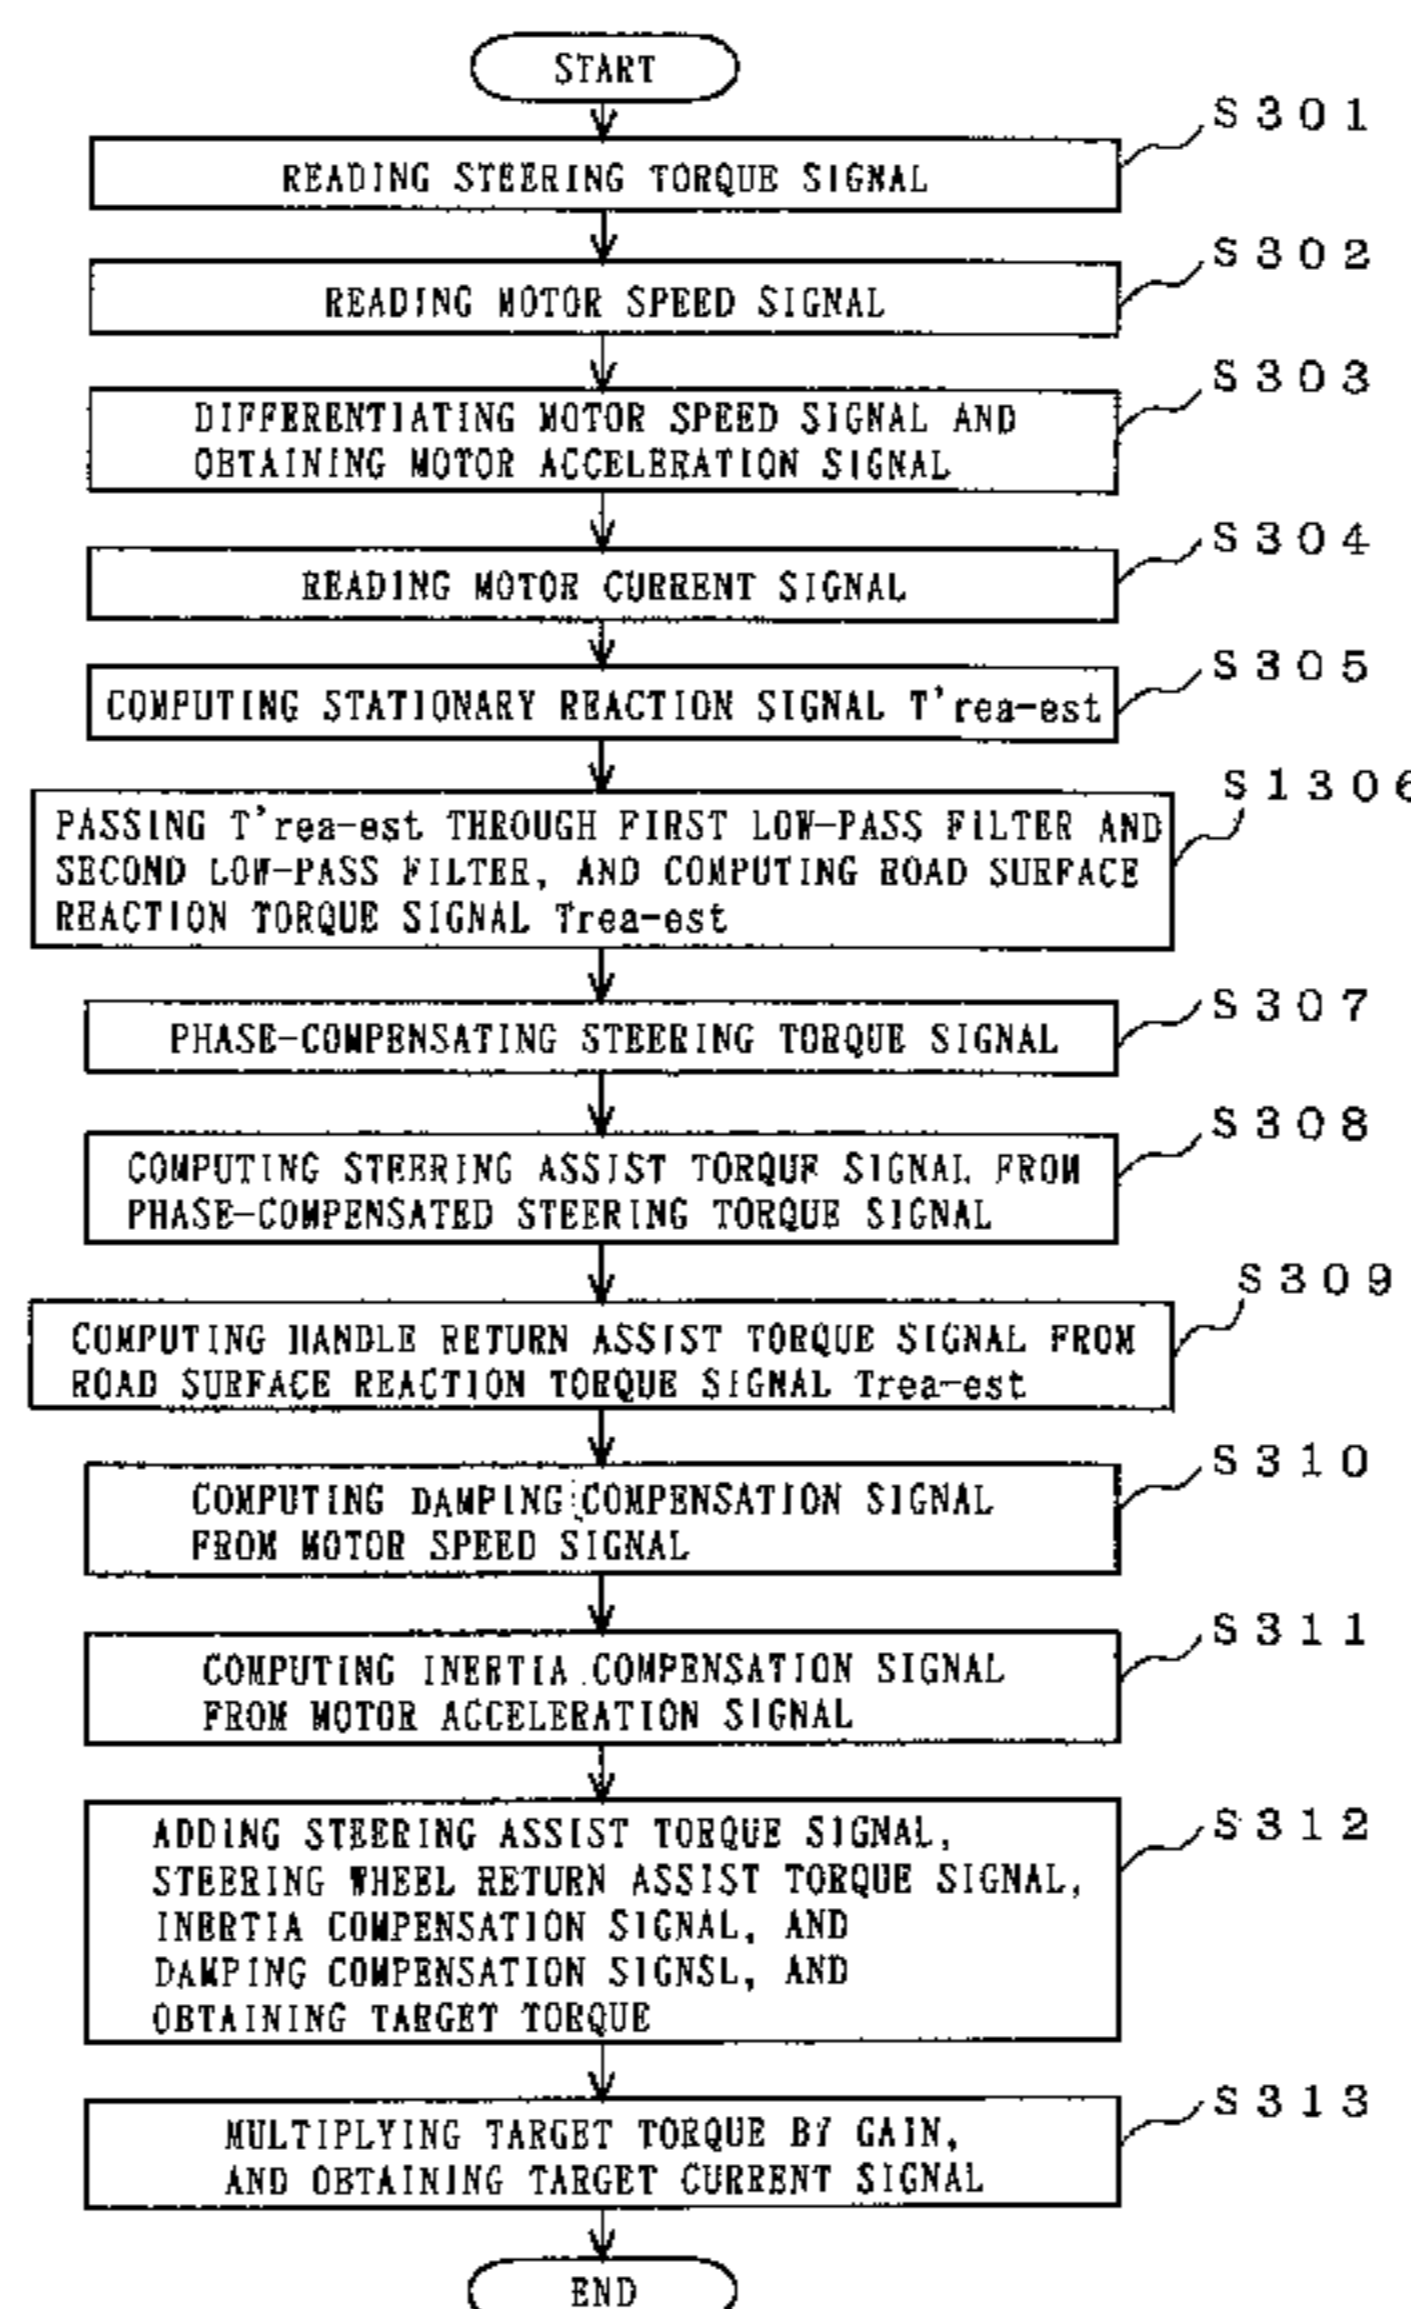 START
S301
READING STEERING TORQUE SIGNAL
S302
READING MOTOR SPEED SIGNAL
S303
DIFFERENTIATING MOTOR SPEED SIGNAL AND
OBTAINING MOTOR ACCELERATION SIGNAL
S304
READING MOTOR CURRENT SIGNAL
S305
COMPUTING STATIONARY REACTION SIGNAL T'rea-est
S1306
PASSING T'rea-est THROUGH FIRST LOW-PASS FILTER AND
SECOND LOW-PASS FILTER, AND COMPUTING ROAD SURFACE
REACTION TORQUE SIGNAL Trea-est
S307
PHASE-COMPENSATING STEERING TORQUE SIGNAL
S308
COMPUTING STEERING ASSIST TORQUE SIGNAL FROM
PHASE-COMPENSATED STEERING TORQUE SIGNAL
S309
COMPUTING HANDLE RETURN ASSIST TORQUE SIGNAL FROM
ROAD SURFACE REACTION TORQUE SIGNAL Trea-est
S310
COMPUTING DAMPING COMPENSATION SIGNAL
FROM MOTOR SPEED SIGNAL
S311
COMPUTING INERTIA COMPENSATION SIGNAL
FROM MOTOR ACCELERATION SIGNAL
S312
ADDING STEERING ASSIST TORQUE SIGNAL,
STEERING WHEEL RETURN ASSIST TORQUE SIGNAL,
INERTIA COMPENSATION SIGNAL, AND
DAMPING COMPENSATION SIGNSL, AND
OBTAINING TARGET TORQUE
S313
MULTIPLYING TARGET TORQUE BY GAIN,
AND OBTAINING TARGET CURRENT SIGNAL
END